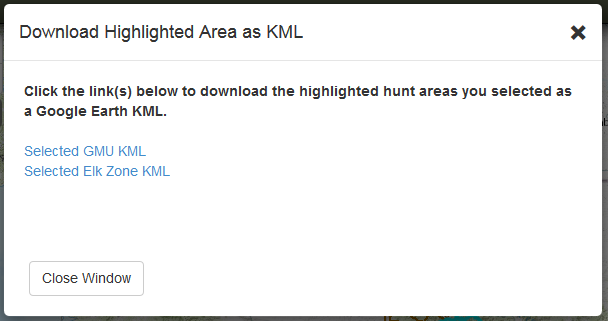 Download Highlighted Area as KML
Click the link(s) below to download the highlighted hunt areas you selected as
a Google Earth KML.
Selected GMU KML
Selected Elk Zone KML
Close Window